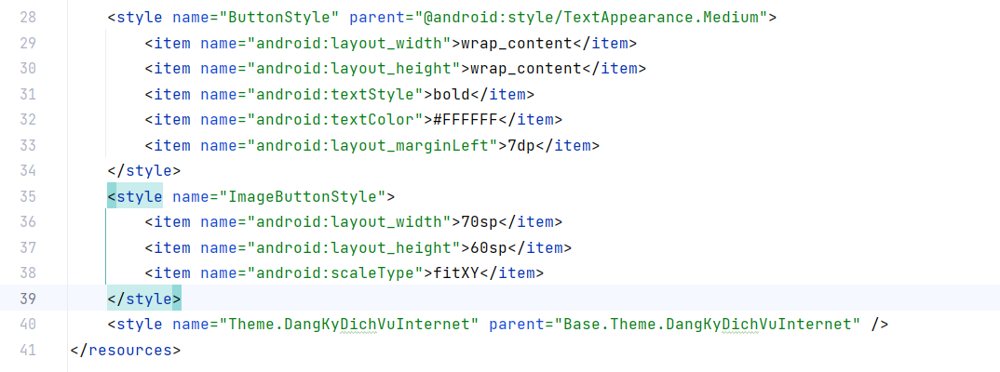 28 <style name="ButtonStyle" parent="@android:style/TextAppearance.Medium">
29 <item name="android:layout_width">wrap_content</item>
30 <item name="android:layout_height">wrap_content</item>
31 <item name="android:textStyle">bold</item>
32 <item name="android:textColor">#FFFFFF</item>
33 <item name="android:layout_marginLeft">7dp</item>
34 </style>
35 <style name="ImageButtonStyle">
36 <item name="android:layout_width">70sp</item>
37 <item name="android:layout_height">60sp</item>
38 <item name="android:scaleType">fitXY</item>
39 </style>
40 <style name="Theme.DangKyDichVuInternet" parent="Base.Theme.DangKyDichVuInternet" />
41 </resources>